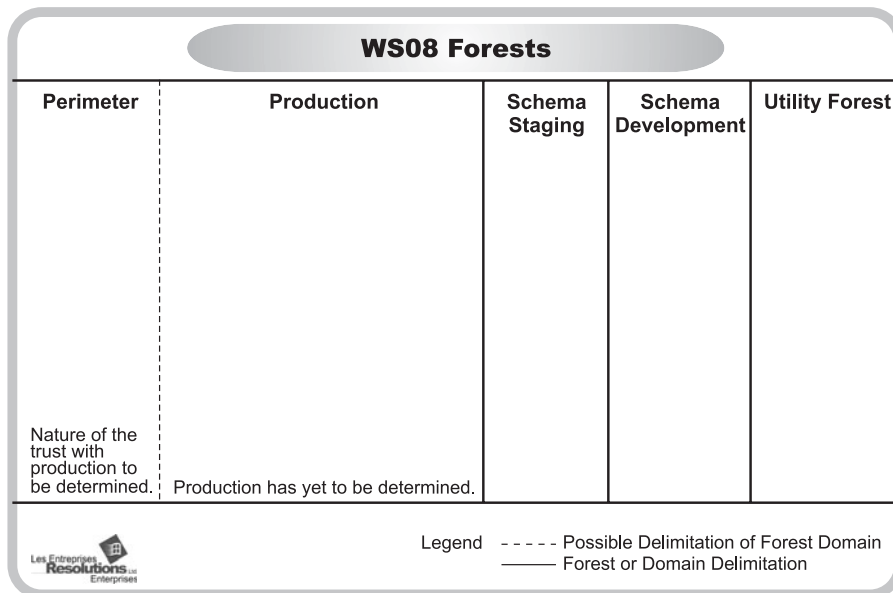 WS08 Forests
Perimeter
Production
Schema
Staging
Schema
Development
Utility Forest
Nature of the
trust with
production to
be determined.
Production has yet to be determined.
Les Entreprises
Resolutions Ltd
Enterprises
Legend
Possible Delimitation of Forest Domain
Forest or Domain Delimitation